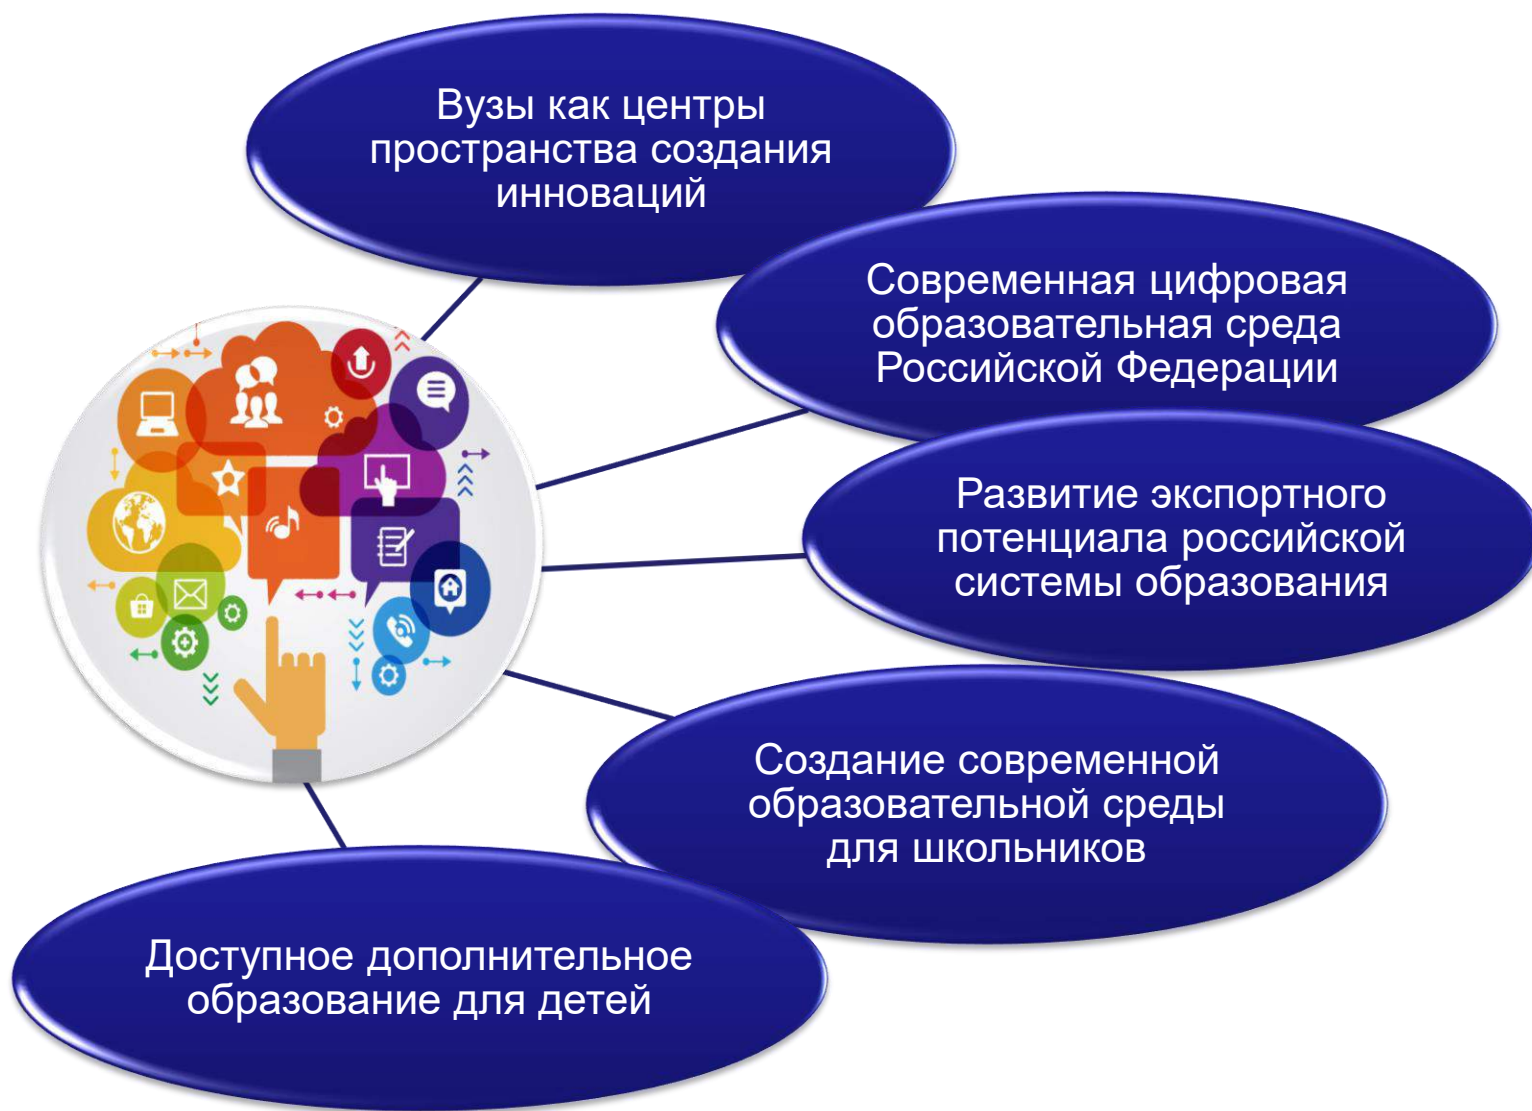 Вузы как центры
пространства создания
инноваций
Современная цифровая
образовательная среда
Российской Федерации
Развитие экспортного
потенциала российской
системы образования
Создание современной
образовательной среды
для школьников
Доступное дополнительное
образование для детей